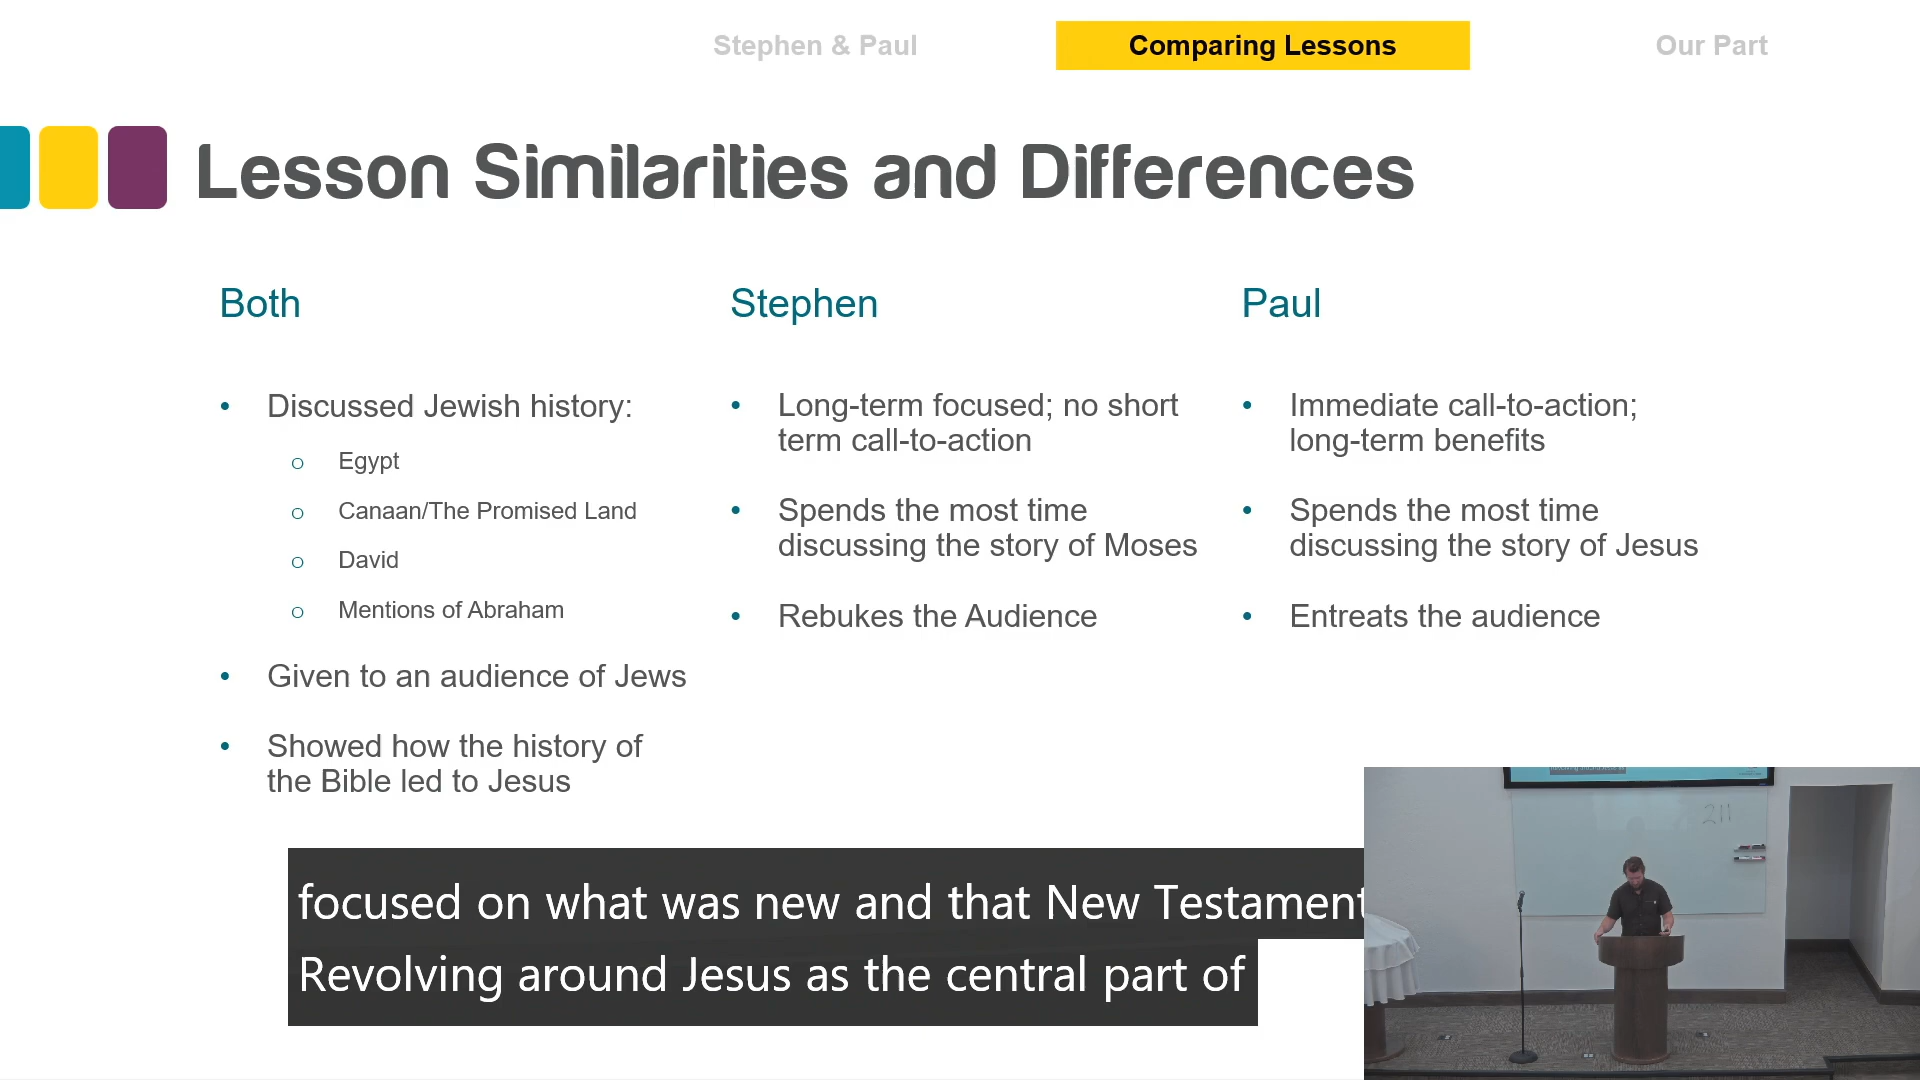 Stephen & Paul
Comparing Lessons
Our Part
Lesson Similarities and Differences
Both
• Discussed Jewish history:
o Egypt
o Canaan/The Promised Land
o David
o Mentions of Abraham
• Given to an audience of Jews
• Showed how the history of
the Bible led to Jesus
Stephen
• Long-term focused; no short
term call-to-action
• Spends the most time
discussing the story of Moses
• Rebukes the Audience
Paul
• Immediate call-to-action;
long-term benefits
• Spends the most time
discussing the story of Jesus
• Entreats the audience
focused on what was new and that New Testament
Revolving around Jesus as the central part of
211